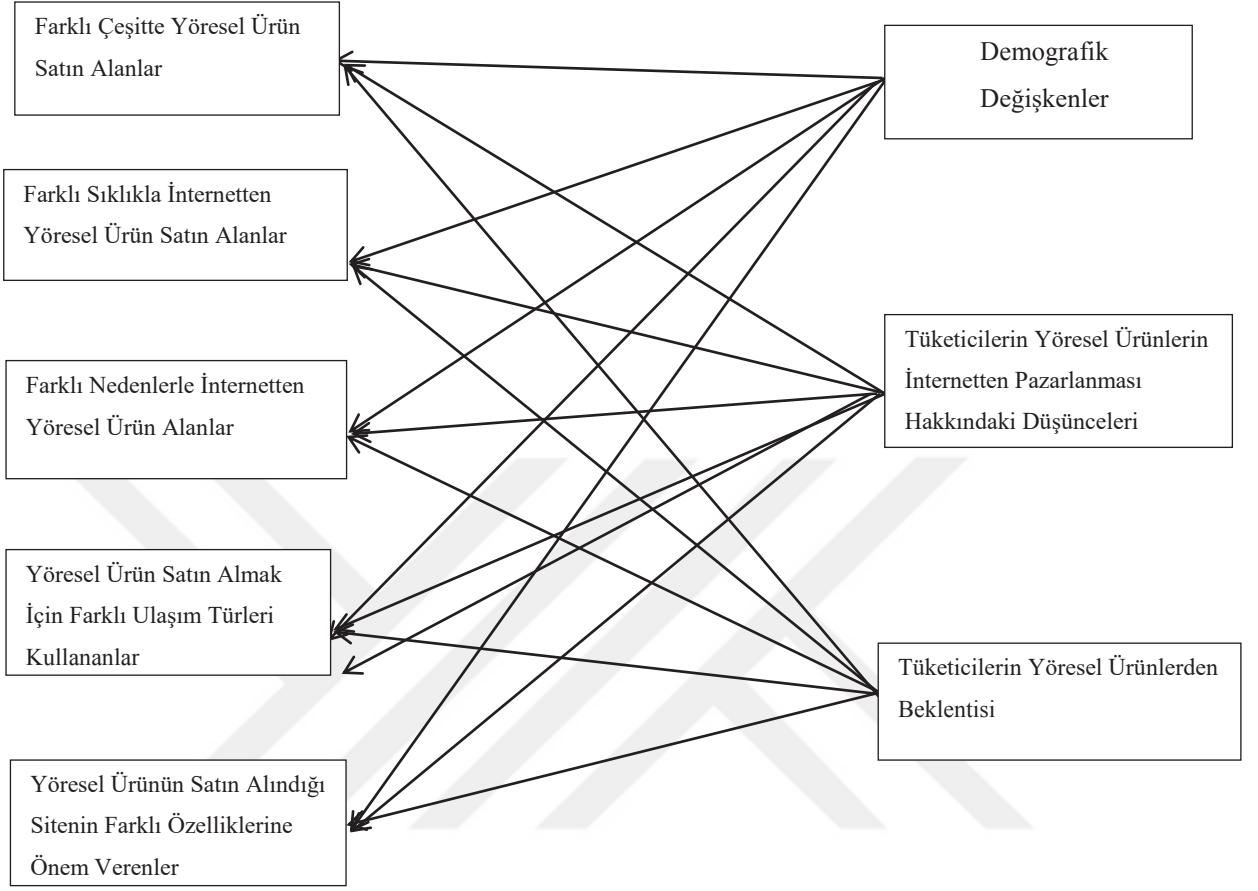 Farklı Çeşitte Yöresel Ürün
Satın Alanlar
Demografik
Değişkenler
Farklı Sıklıkla İnternetten
Yöresel Ürün Satın Alanlar
Farklı Nedenlerle İnternetten
Yöresel Ürün Alanlar
Tüketicilerin Yöresel Ürünlerin
İnternetten Pazarlanması
Hakkındaki Düşünceleri
Yöresel Ürün Satın Almak
İçin Farklı Ulaşım Türleri
Kullananlar
Tüketicilerin Yöresel Ürünlerden
Beklentisi
Yöresel Ürünün Satın Alındığı
Sitenin Farklı Özelliklerine
Önem Verenler